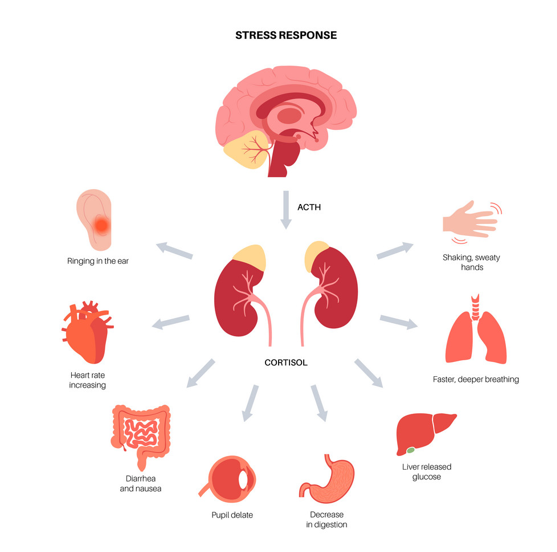 STRESS RESPONSE
ACTH
Ringing in the ear
Shaking, sweaty
hands
Heart rate
increasing
CORTISOL
Faster, deeper breathing
Diarrhea
and nausea
Pupil delate
Decrease
in digestion
Liver released
glucose